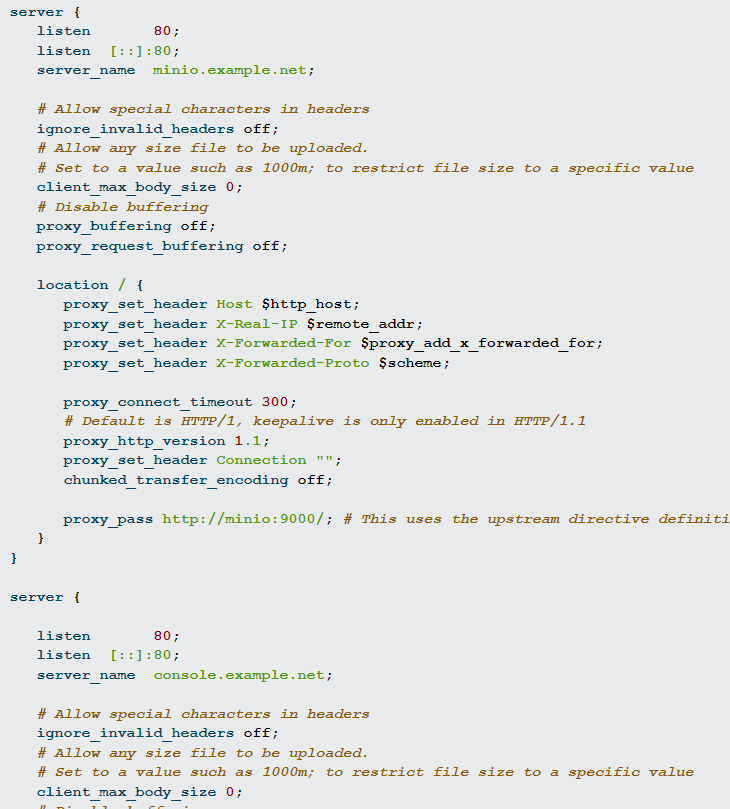 server {
   listen       80;
   listen  [::]:80;
   server_name  minio.example.net;

   # Allow special characters in headers
   ignore_invalid_headers off;
   # Allow any size file to be uploaded.
   # Set to a value such as 1000m; to restrict file size to a specific value
   client_max_body_size 0;
   # Disable buffering
   proxy_buffering off;
   proxy_request_buffering off;

   location / {
      proxy_set_header Host $http_host;
      proxy_set_header X-Real-IP $remote_addr;
      proxy_set_header X-Forwarded-For $proxy_add_x_forwarded_for;
      proxy_set_header X-Forwarded-Proto $scheme;

      proxy_connect_timeout 300;
      # Default is HTTP/1, keepalive is only enabled in HTTP/1.1
      proxy_http_version 1.1;
      proxy_set_header Connection "";
      chunked_transfer_encoding off;

      proxy_pass http://minio:9000/; # This uses the upstream directive definiti
   }
}

server {

   listen       80;
   listen  [::]:80;
   server_name  console.example.net;

   # Allow special characters in headers
   ignore_invalid_headers off;
   # Allow any size file to be uploaded.
   # Set to a value such as 1000m; to restrict file size to a specific value
   client_max_body_size 0;